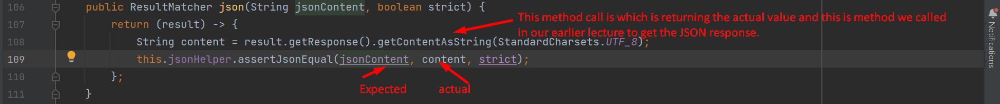 106 public ResultMatcher json(String jsonContent, boolean strict) {
107 return (result) -> {
This method call is which is returning the actual value and this is method we called
in our earlier lecture to get the JSON response.
108 String content = result.getResponse().getContentAsString(StandardCharsets.UTF_8);
109 this.jsonHelper.assertJsonEqual(jsonContent, content, strict);
110 };
Expected actual
111 }
Notifications